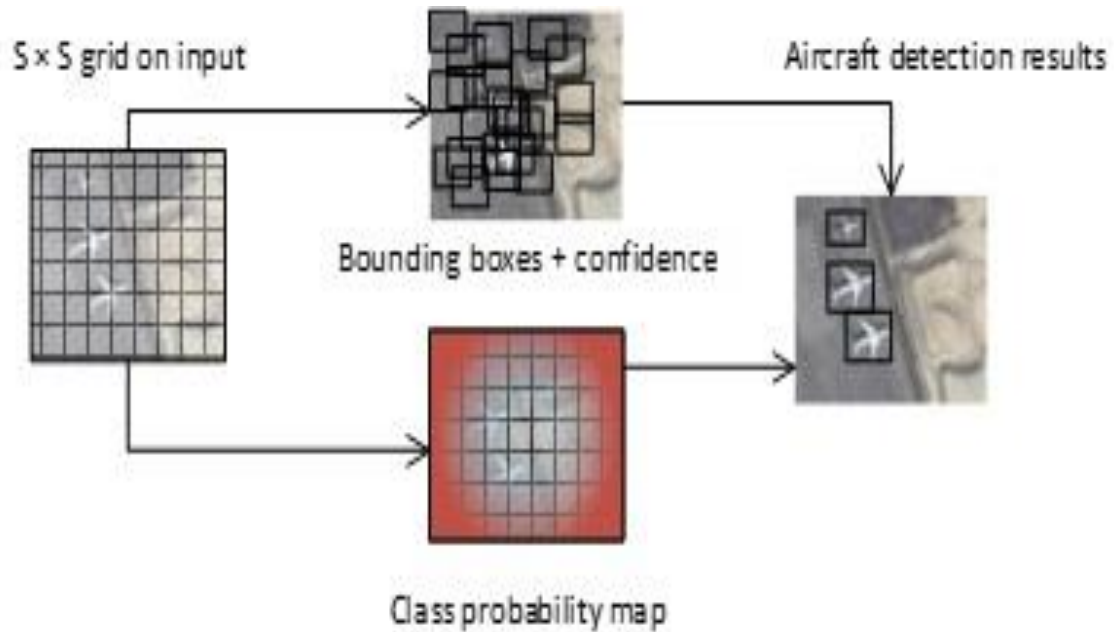 S × S grid on input
Aircraft detection results
Bounding boxes + confidence
Class probability map